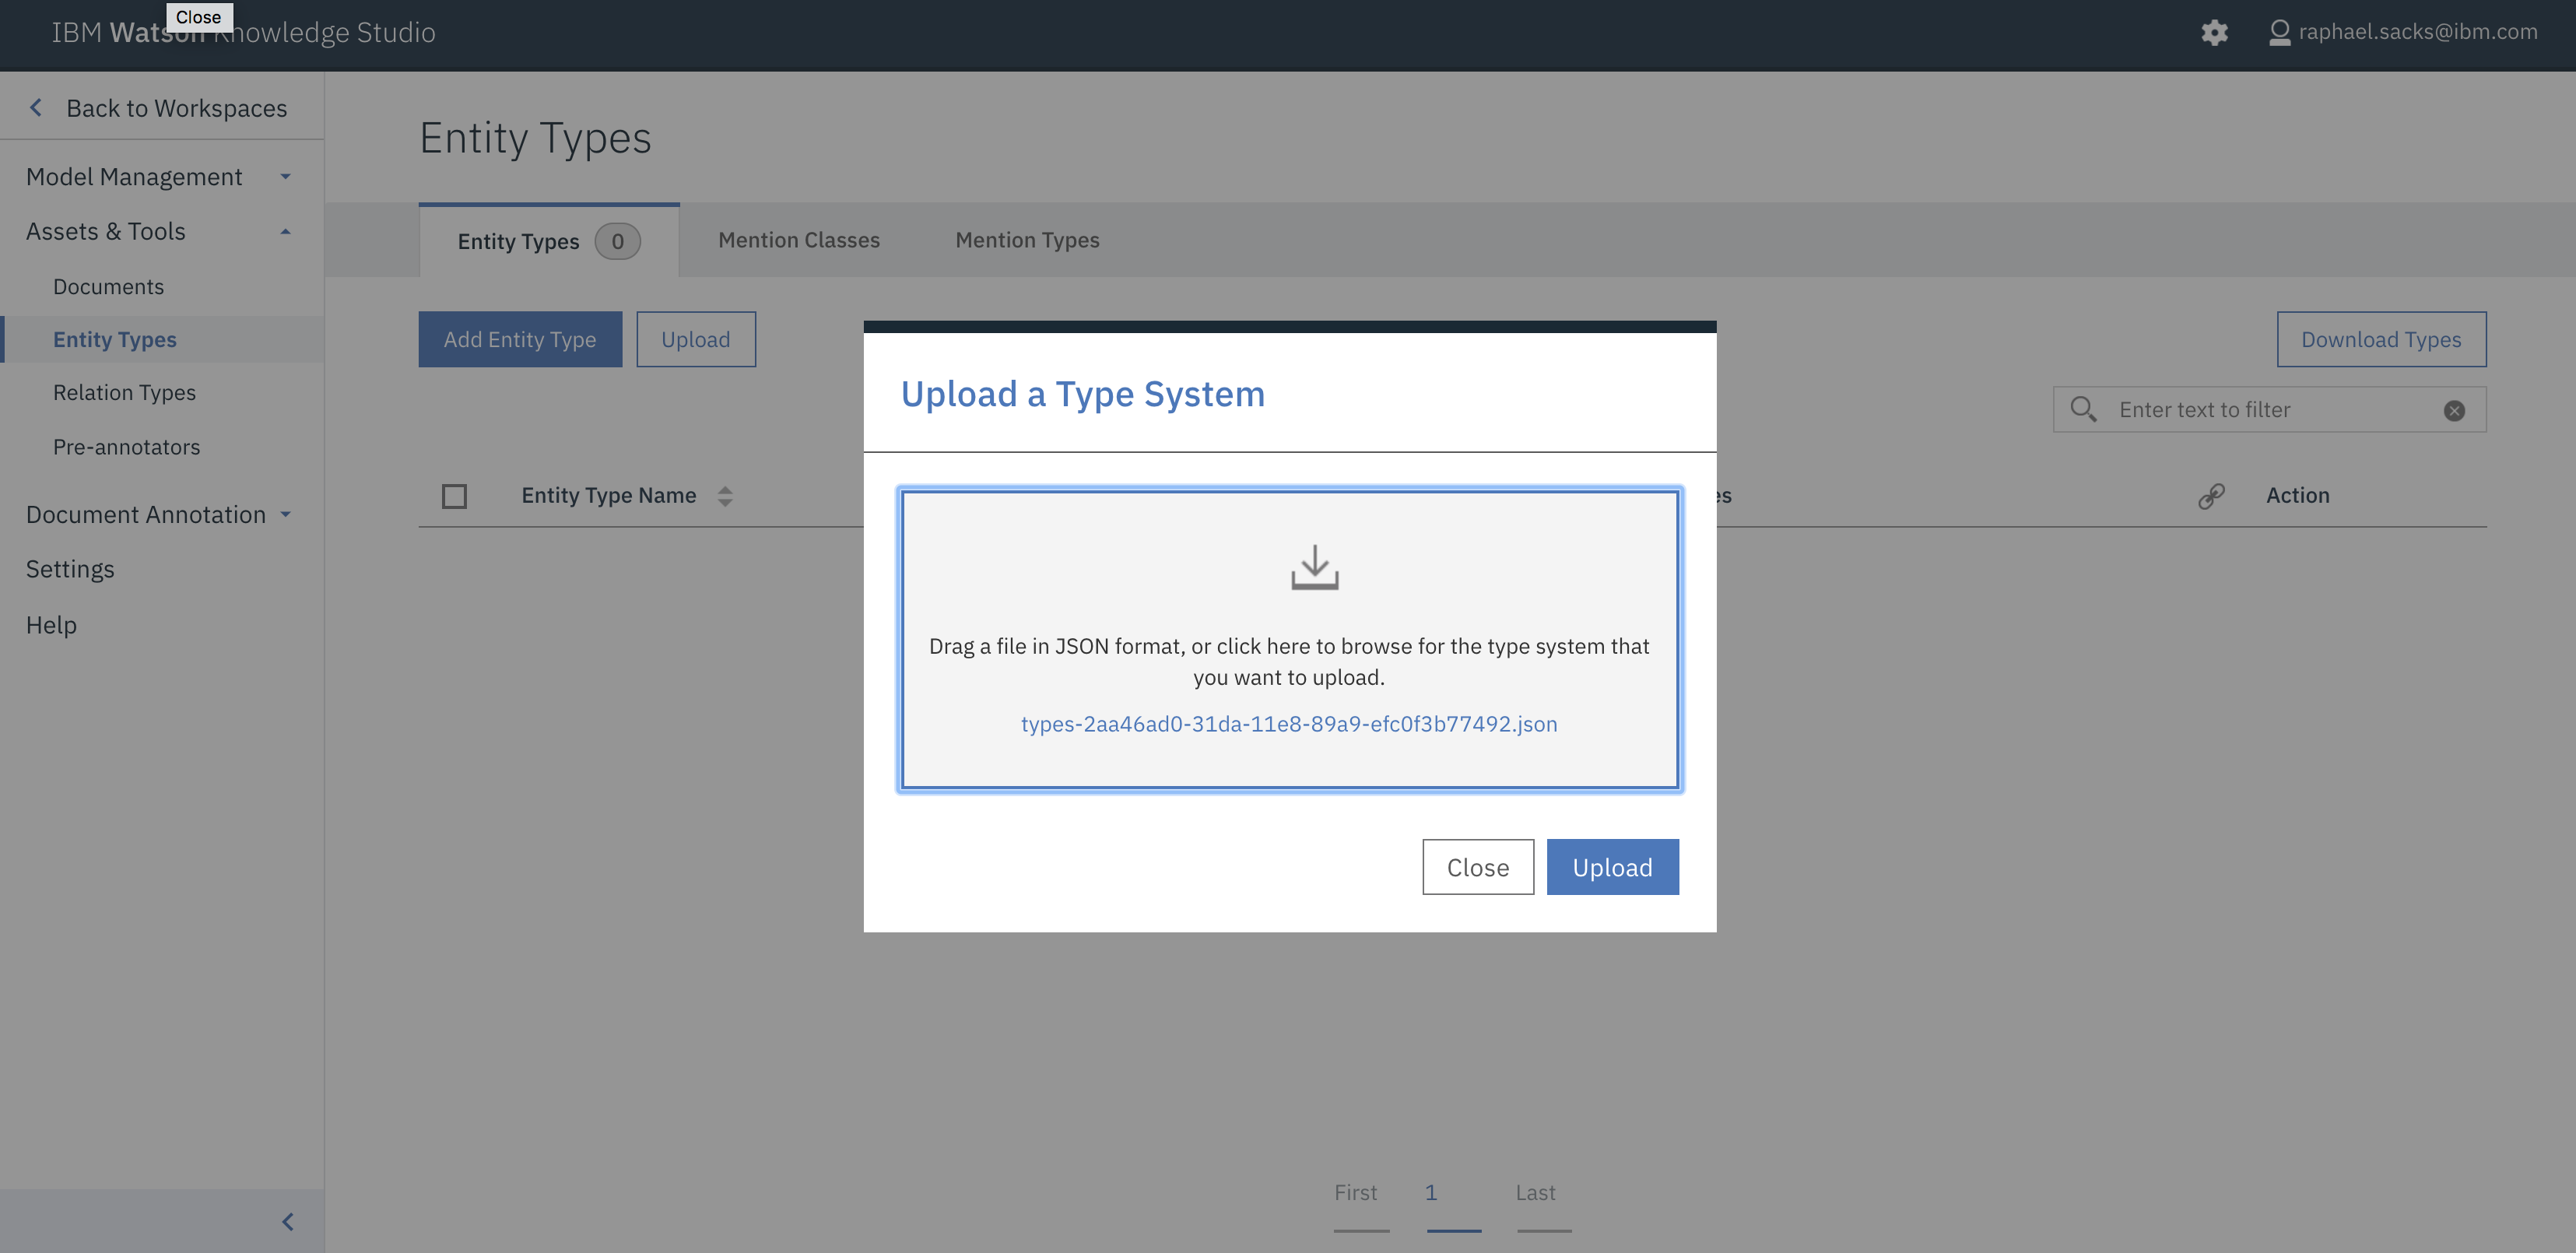 Close
IBM Watson Knowledge Studio
raphael.sacks@ibm.com
Back to Workspaces
Model Management
Assets & Tools
Documents
Entity Types
Relation Types
Pre-annotators
Document Annotation
Settings
Help
Entity Types
Entity Types 0 Mention Classes Mention Types
Add Entity Type Upload Download Types
Enter text to filter
Entity Type Name Action
Upload a Type System
Drag a file in JSON format, or click here to browse for the type system that
you want to upload.
types-2aa46ad0-31da-11e8-89a9-efc0f3b77492.json
Close Upload
First 1 Last